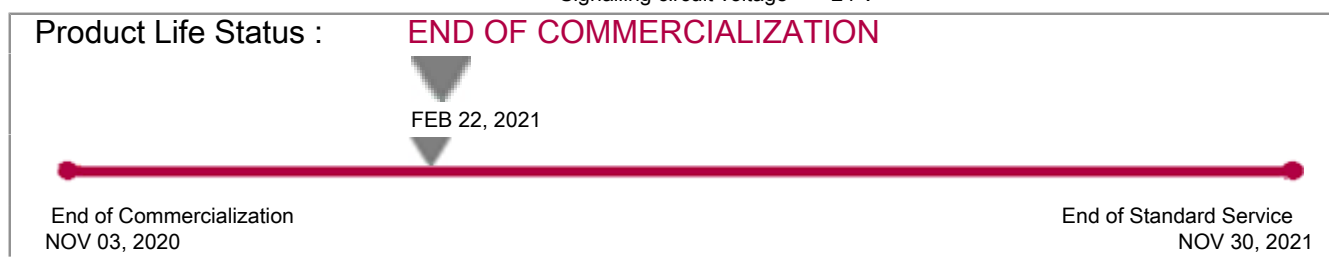 Product Life Status : END OF COMMERCIALIZATION
FEB 22, 2021
End of Commercialization End of Standard Service
NOV 03, 2020 NOV 30, 2021